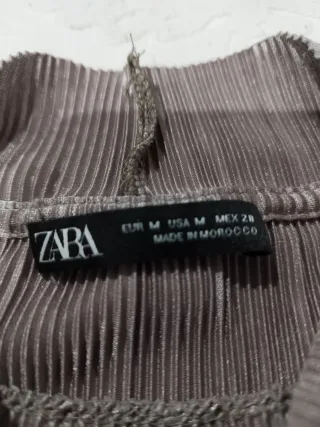 ZARA
EUR M USA M MEX 28
MADE IN MOROCCO